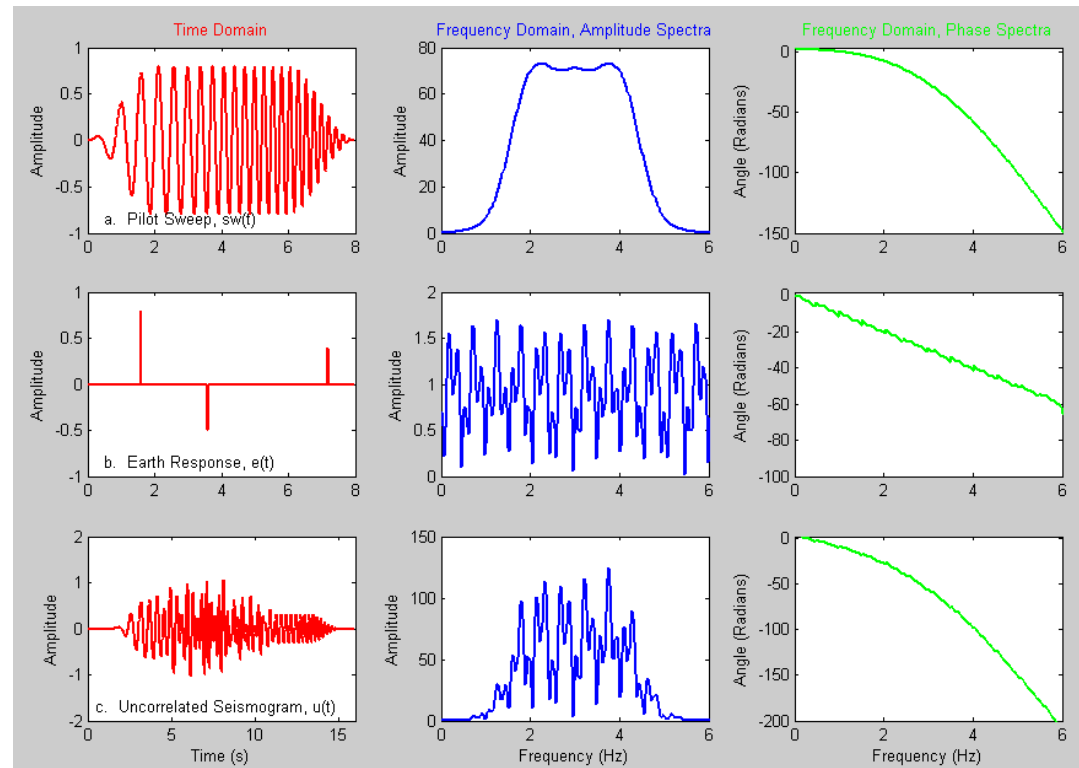 Time Domain
Frequency Domain, Amplitude Spectra
Frequency Domain, Phase Spectra
Amplitude
1
0.5
0
-0.5
-1
a. Pilot Sweep, sw(t)
0 2 4 6 8
Amplitude
80
60
40
20
0
0 2 4 6
Angle (Radians)
0
-50
-100
-150
0 2 4 6
Amplitude
1
0.5
0
-0.5
-1
b. Earth Response, e(t)
0 2 4 6 8
Amplitude
2
1.5
1
0.5
0
0 2 4 6
Angle (Radians)
0
-20
-40
-60
-80
-100
0 2 4 6
Amplitude
2
1
0
-1
-2
c. Uncorrelated Seismogram, u(t)
0 5 10 15
Time (s)
Amplitude
150
100
50
0
0 2 4 6
Frequency (Hz)
Angle (Radians)
0
-50
-100
-150
-200
0 2 4 6
Frequency (Hz)